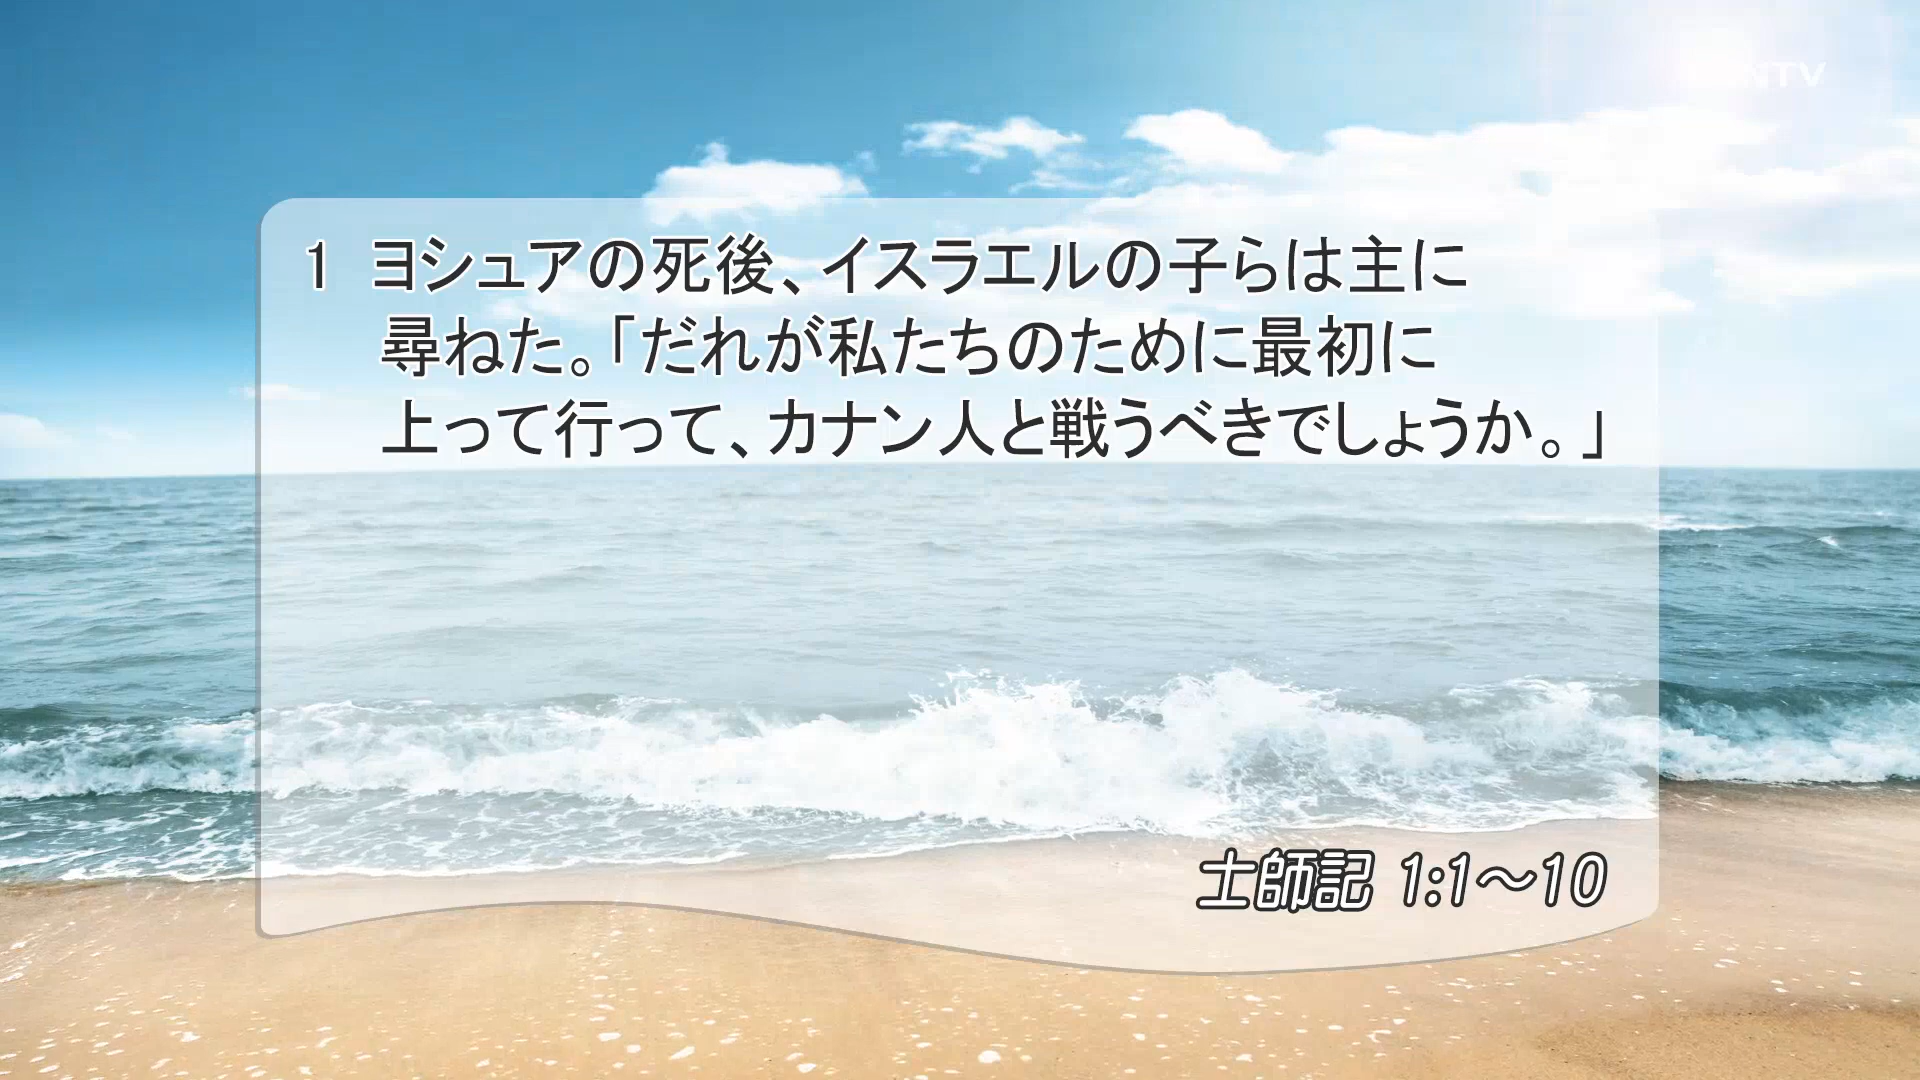 1 ヨシュアの死後、イスラエルの子らは主に
尋ねた。「だれが私たちのために最初に
上って行って、カナン人と戦うべきでしょうか。」
士師記 1:1～10